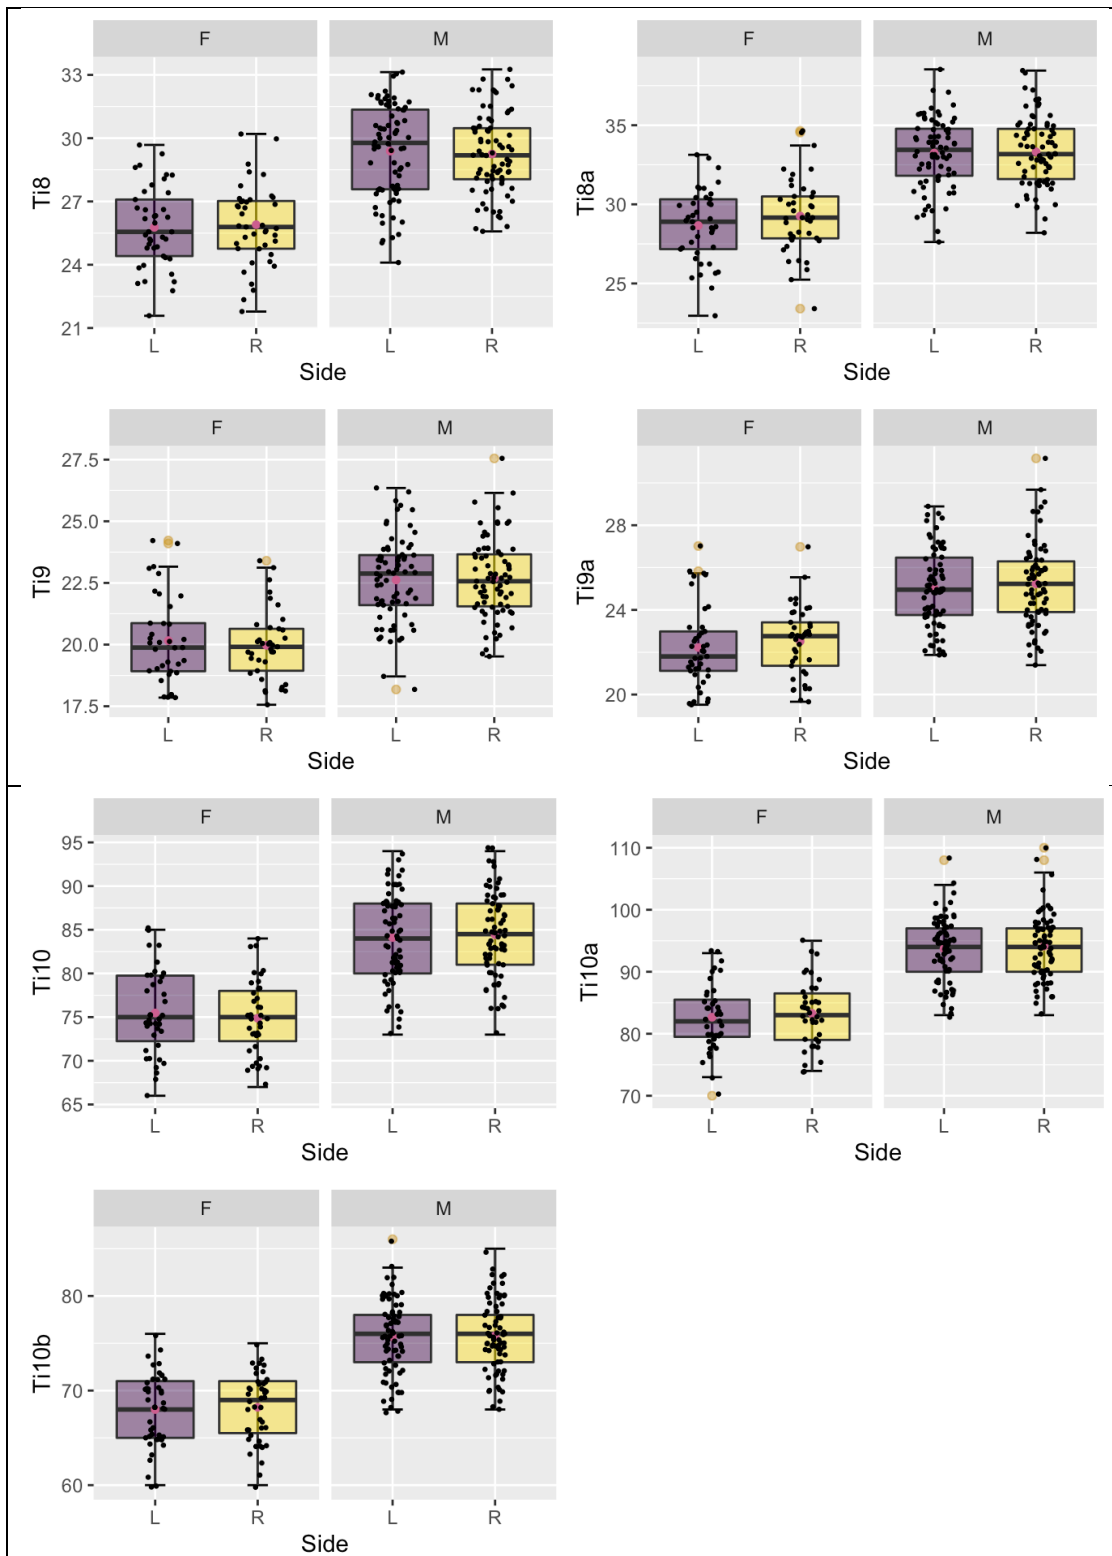 F M
33
30
27
24
21
Ti8
L R L R
Side
F M
35
30
25
Ti8a
L R L R
Side
F M
27.5
25.0
22.5
20.0
17.5
Ti9
L R L R
Side
F M
28
24
20
Ti9a
L R L R
Side
F M
95
90
85
80
75
70
65
Ti10
L R L R
Side
F M
110
100
90
80
70
Ti10a
L R L R
Side
F M
80
70
60
Ti10b
L R L R
Side